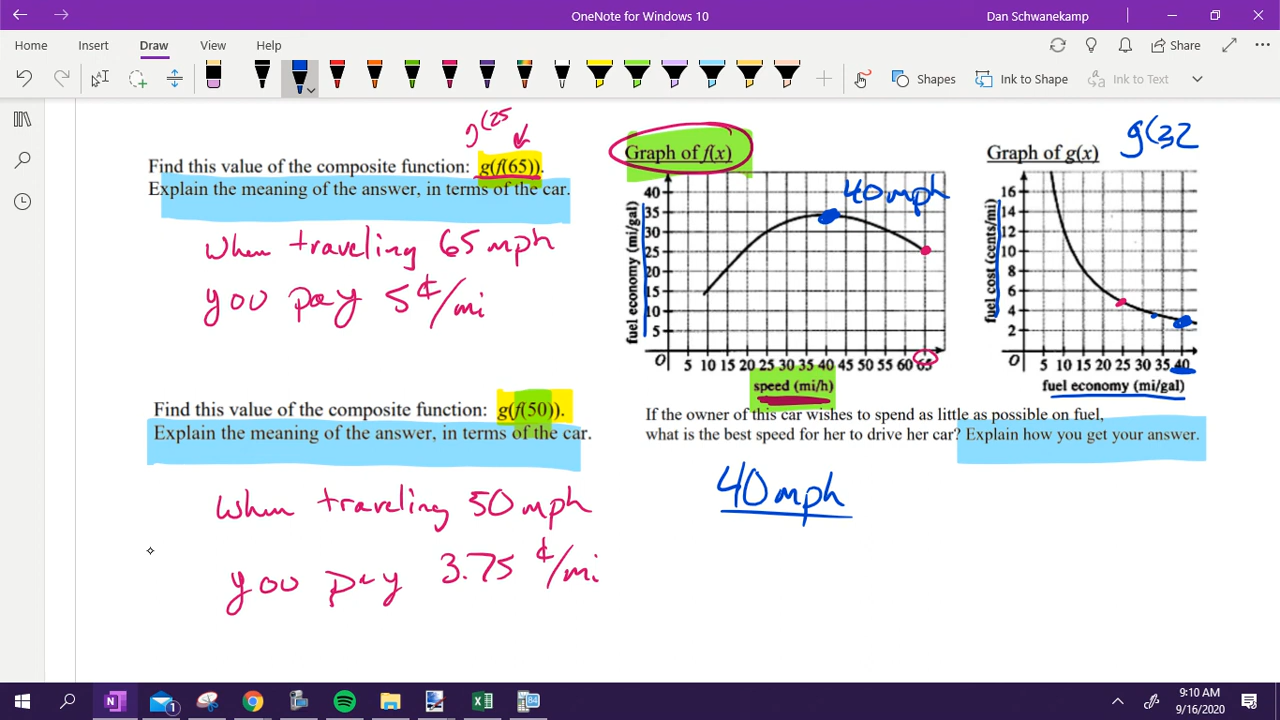 OneNote for Windows 10
Dan Schwanekamp
Home Insert Draw View Help
Share
Shapes Ink to Shape Ink to Text
g(25
Find this value of the composite function: g(f(65)).
Explain the meaning of the answer, in terms of the car.
When traveling 65 mph
you pay 5¢/mi
Find this value of the composite function: g(f(50)).
Explain the meaning of the answer, in terms of the car.
When traveling 50 mph
you pay 3.75 ¢/mi
Graph of f(x)
40 mph
fuel economy (mi/gal)
40
35
30
25
20
15
10
5
O 5 10 15 20 25 30 35 40 45 50 55 60 65
speed (mi/h)
Graph of g(x)
g(32
fuel cost (cents/mi)
16
14
12
10
8
6
4
2
O 5 10 15 20 25 30 35 40
fuel economy (mi/gal)
If the owner of this car wishes to spend as little as possible on fuel,
what is the best speed for her to drive her car? Explain how you get your answer.
40 mph
1
9:10 AM
9/16/2020